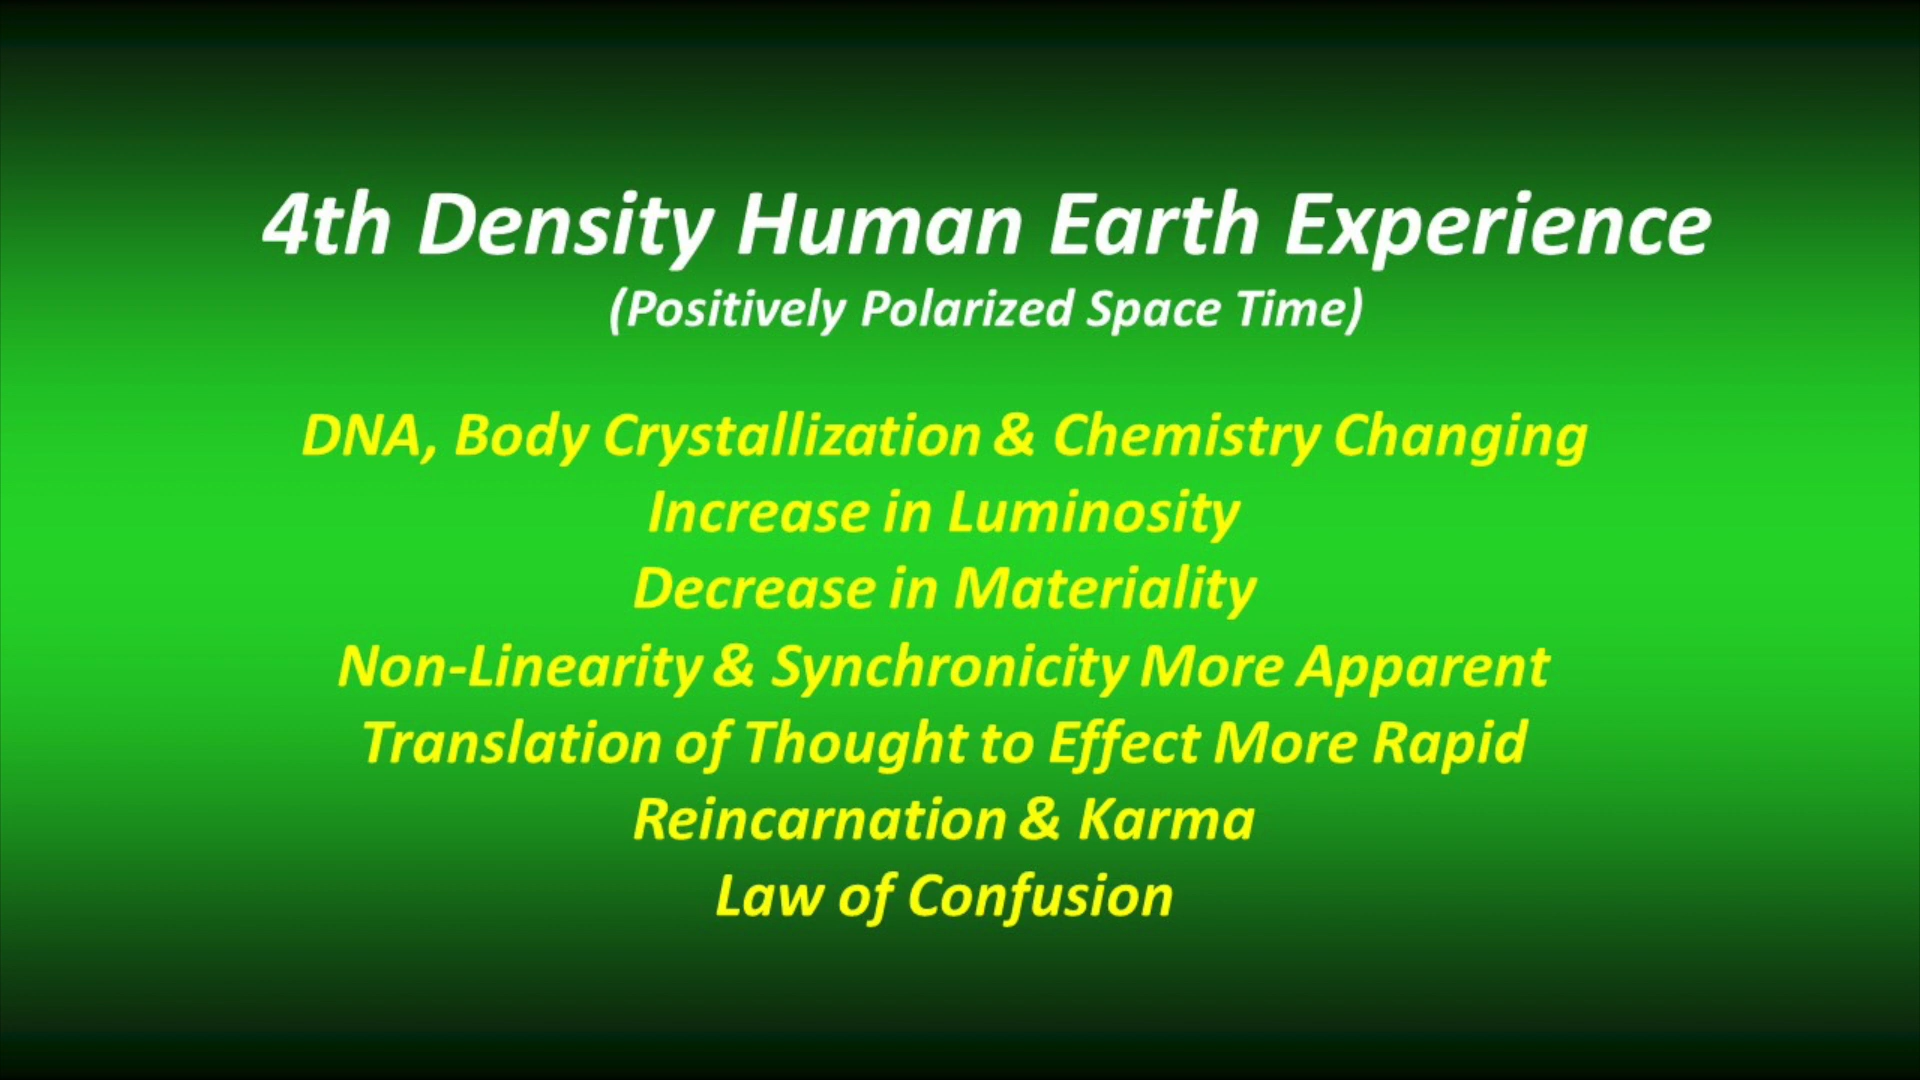 4th Density Human Earth Experience
(Positively Polarized Space Time)
DNA, Body Crystallization & Chemistry Changing
Increase in Luminosity
Decrease in Materiality
Non-Linearity & Synchronicity More Apparent
Translation of Thought to Effect More Rapid
Reincarnation & Karma
Law of Confusion